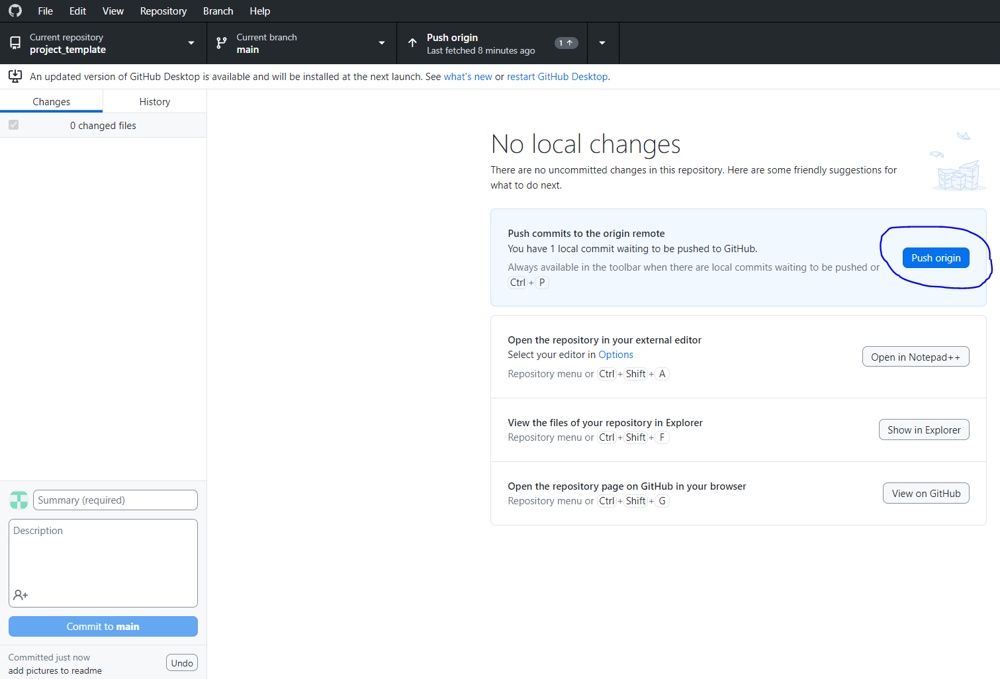 File Edit View Repository Branch Help
Current repository
project_template
Current branch
main
Push origin
Last fetched 8 minutes ago
1
An updated version of GitHub Desktop is available and will be installed at the next launch. See what's new or restart GitHub Desktop.
Changes
History
0 changed files
No local changes
There are no uncommitted changes in this repository. Here are some friendly suggestions for
what to do next.
Push commits to the origin remote
You have 1 local commit waiting to be pushed to GitHub.
Always available in the toolbar when there are local commits waiting to be pushed or
Ctrl + P
Push origin
Open the repository in your external editor
Select your editor in Options
Repository menu or Ctrl + Shift + A
Open in Notepad++
View the files of your repository in Explorer
Repository menu or Ctrl + Shift + F
Show in Explorer
Open the repository page on GitHub in your browser
Repository menu or Ctrl + Shift + G
View on GitHub
Summary (required)
Description
Commit to main
Committed just now
add pictures to readme
Undo